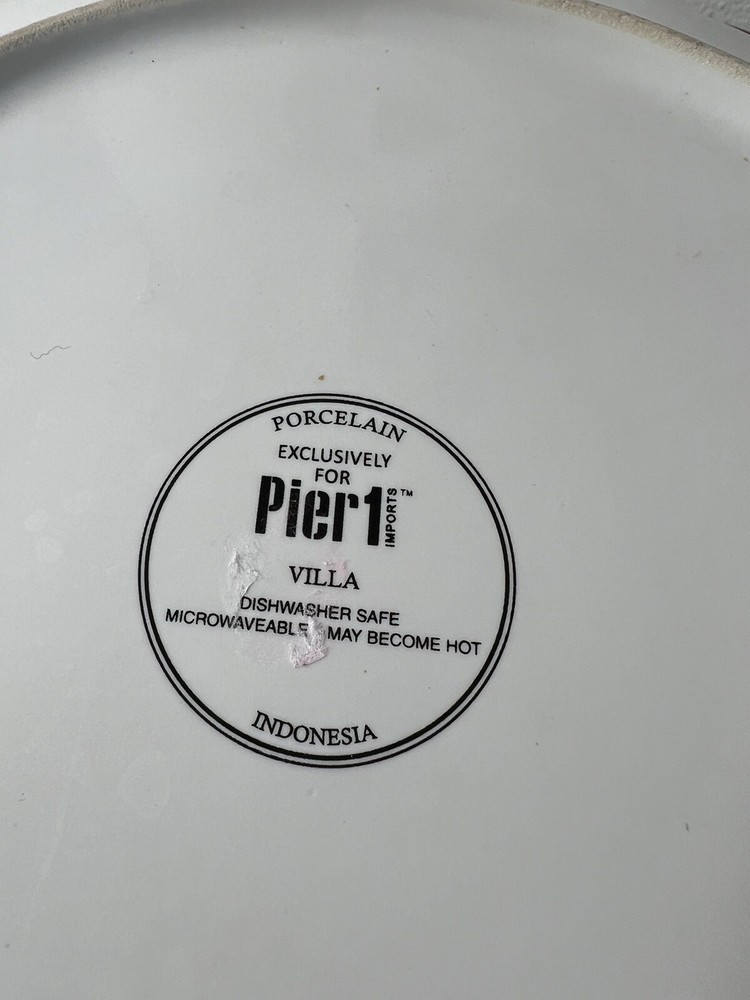 PORCELAIN
EXCLUSIVELY
FOR
Pier1 IMPORTS™
VILLA
DISHWASHER SAFE
MICROWAVEABLE MAY BECOME HOT
INDONESIA